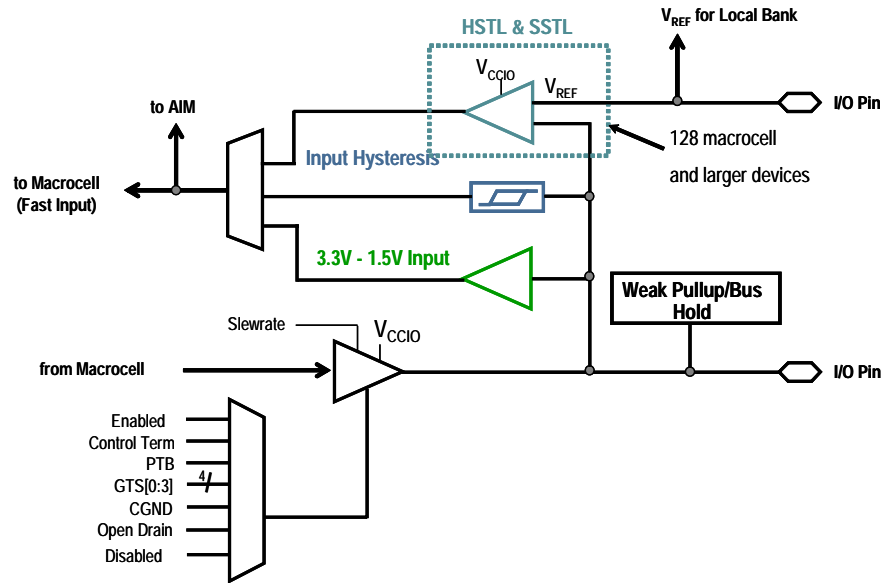 HSTL & SSTL
VREF for Local Bank
VCCIO
VREF
I/O Pin
to AIM
128 macrocell
and larger devices
Input Hysteresis
to Macrocell
(Fast Input)
3.3V - 1.5V Input
Weak Pullup/Bus
Hold
Slewrate
VCCIO
from Macrocell
I/O Pin
Enabled
Control Term
PTB
GTS[0:3]
4
CGND
Open Drain
Disabled